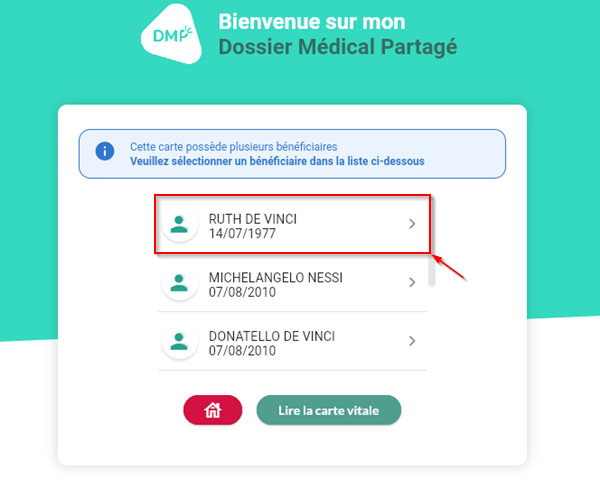 DMP
Bienvenue sur mon
Dossier Médical Partagé
Cette carte possède plusieurs bénéficiaires
Veuillez sélectionner un bénéficiaire dans la liste ci-dessous
RUTH DE VINCI
14/07/1977
MICHELANGELO NESSI
07/08/2010
DONATELLO DE VINCI
07/08/2010
Lire la carte vitale